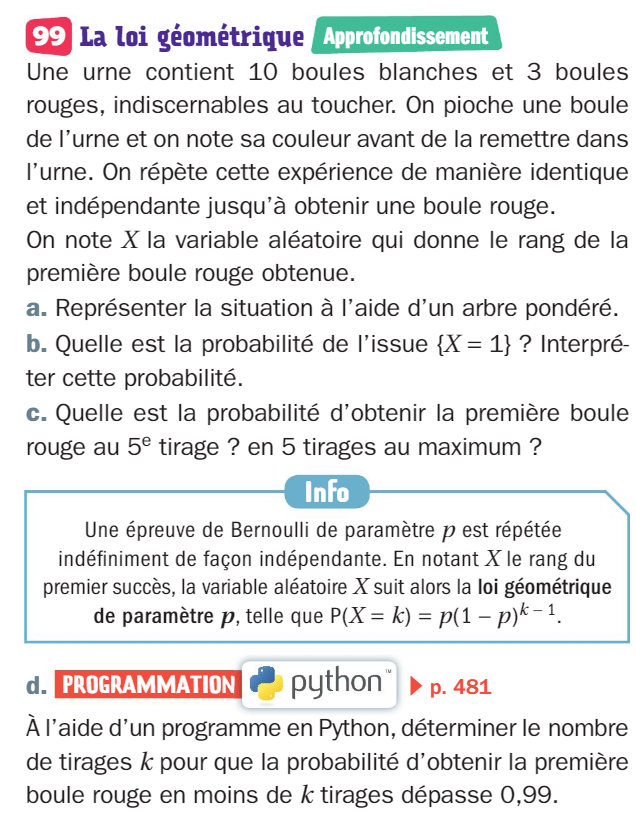 99 La loi géométrique Approfondissement
Une urne contient 10 boules blanches et 3 boules
rouges, indiscernables au toucher. On pioche une boule
de l'urne et on note sa couleur avant de la remettre dans
l'urne. On répète cette expérience de manière identique
et indépendante jusqu'à obtenir une boule rouge.
On note X la variable aléatoire qui donne le rang de la
première boule rouge obtenue.
a. Représenter la situation à l'aide d'un arbre pondéré.
b. Quelle est la probabilité de l'issue {X = 1} ? Interpré-
ter cette probabilité.
c. Quelle est la probabilité d'obtenir la première boule
rouge au 5ᵉ tirage ? en 5 tirages au maximum ?
Info
Une épreuve de Bernoulli de paramètre p est répétée
indéfiniment de façon indépendante. En notant X le rang du
premier succès, la variable aléatoire X suit alors la loi géométrique
de paramètre p, telle que P(X = k) = p(1 – p)ᵏ ⁻ ¹.
d. PROGRAMMATION python™ ▶ p. 481
À l'aide d'un programme en Python, déterminer le nombre
de tirages k pour que la probabilité d'obtenir la première
boule rouge en moins de k tirages dépasse 0,99.